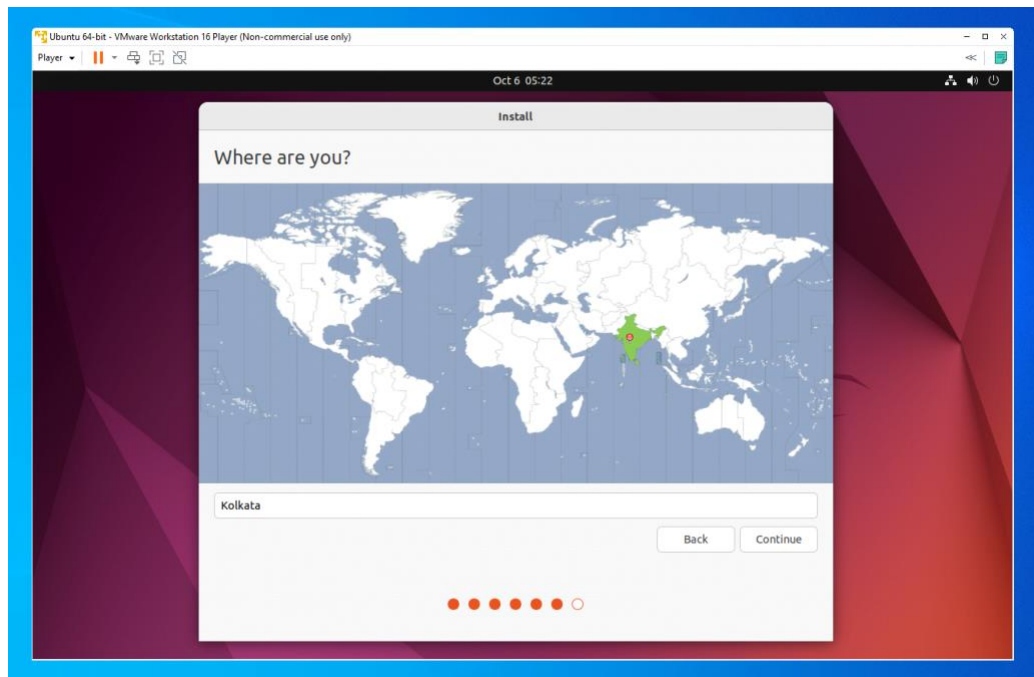 Ubuntu 64-bit - VMware Workstation 16 Player (Non-commercial use only)
Player
Oct 6 05:22
Install
Where are you?
Kolkata
Back Continue